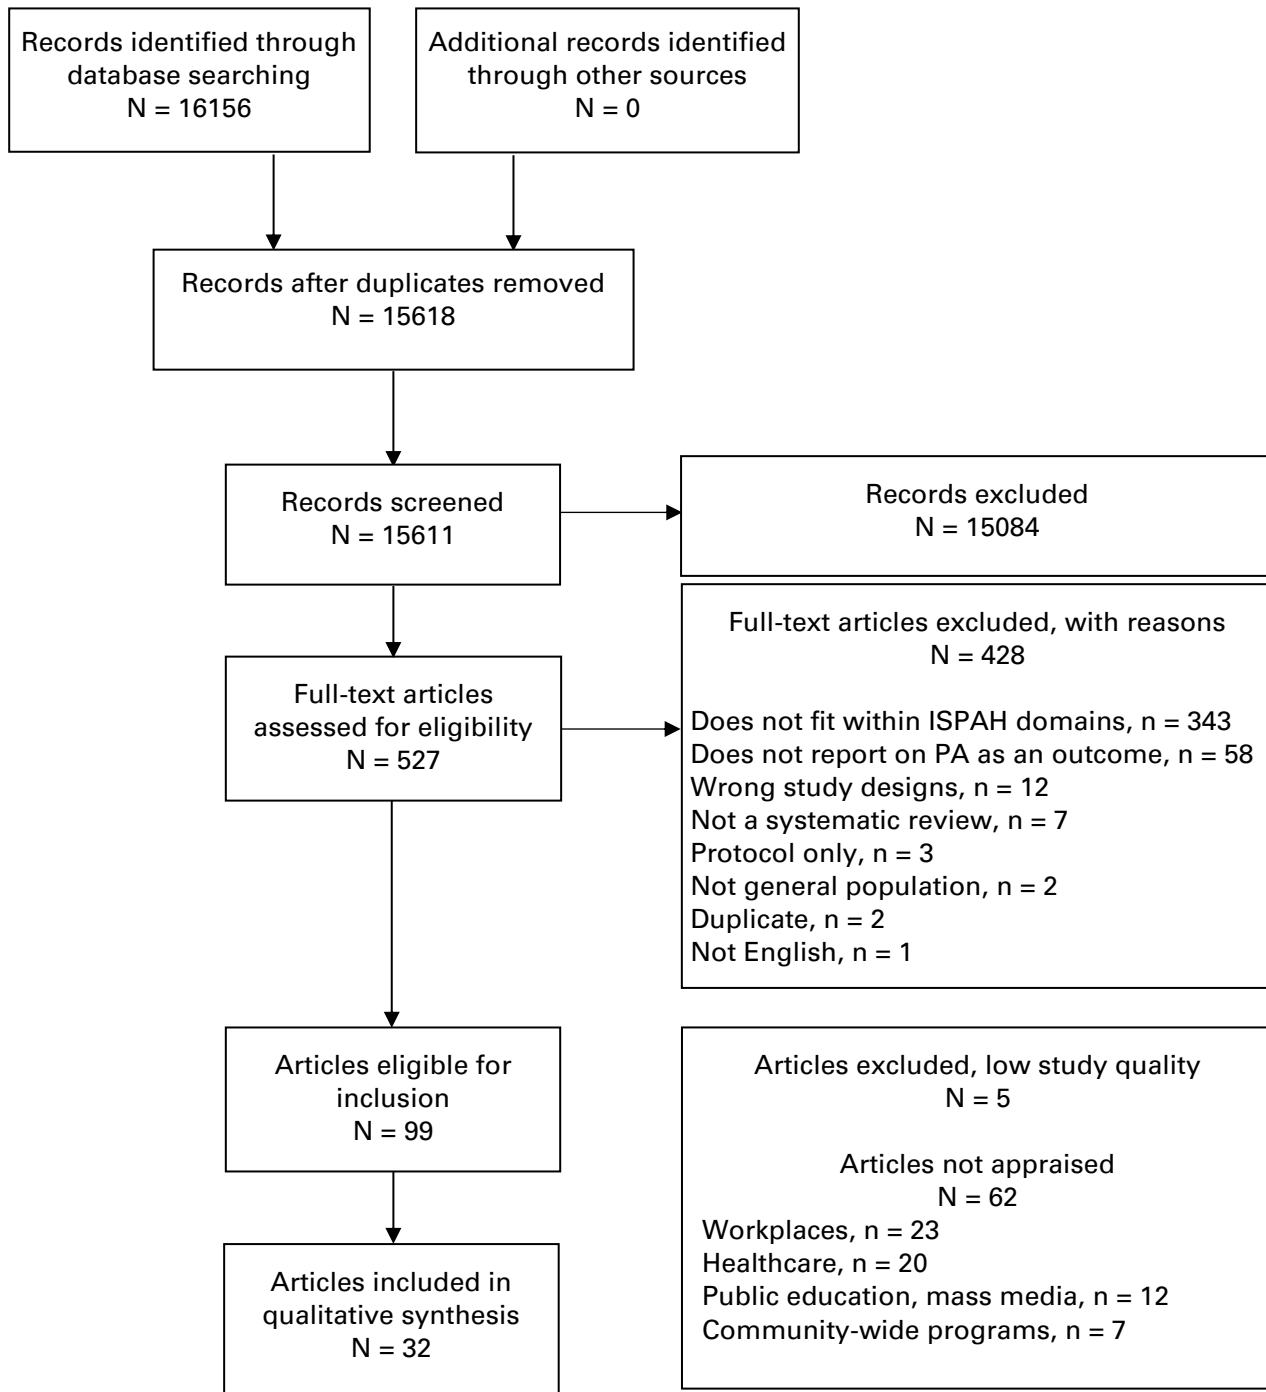 Records identified through
database searching
N = 16156
Additional records identified
through other sources
N = 0
Records after duplicates removed
N = 15618
Records screened
N = 15611
Records excluded
N = 15084
Full-text articles
assessed for eligibility
N = 527
Full-text articles excluded, with reasons
N = 428
Does not fit within ISPAH domains, n = 343
Does not report on PA as an outcome, n = 58
Wrong study designs, n = 12
Not a systematic review, n = 7
Protocol only, n = 3
Not general population, n = 2
Duplicate, n = 2
Not English, n = 1
Articles eligible for
inclusion
N = 99
Articles excluded, low study quality
N = 5
Articles not appraised
N = 62
Workplaces, n = 23
Healthcare, n = 20
Public education, mass media, n = 12
Community-wide programs, n = 7
Articles included in
qualitative synthesis
N = 32